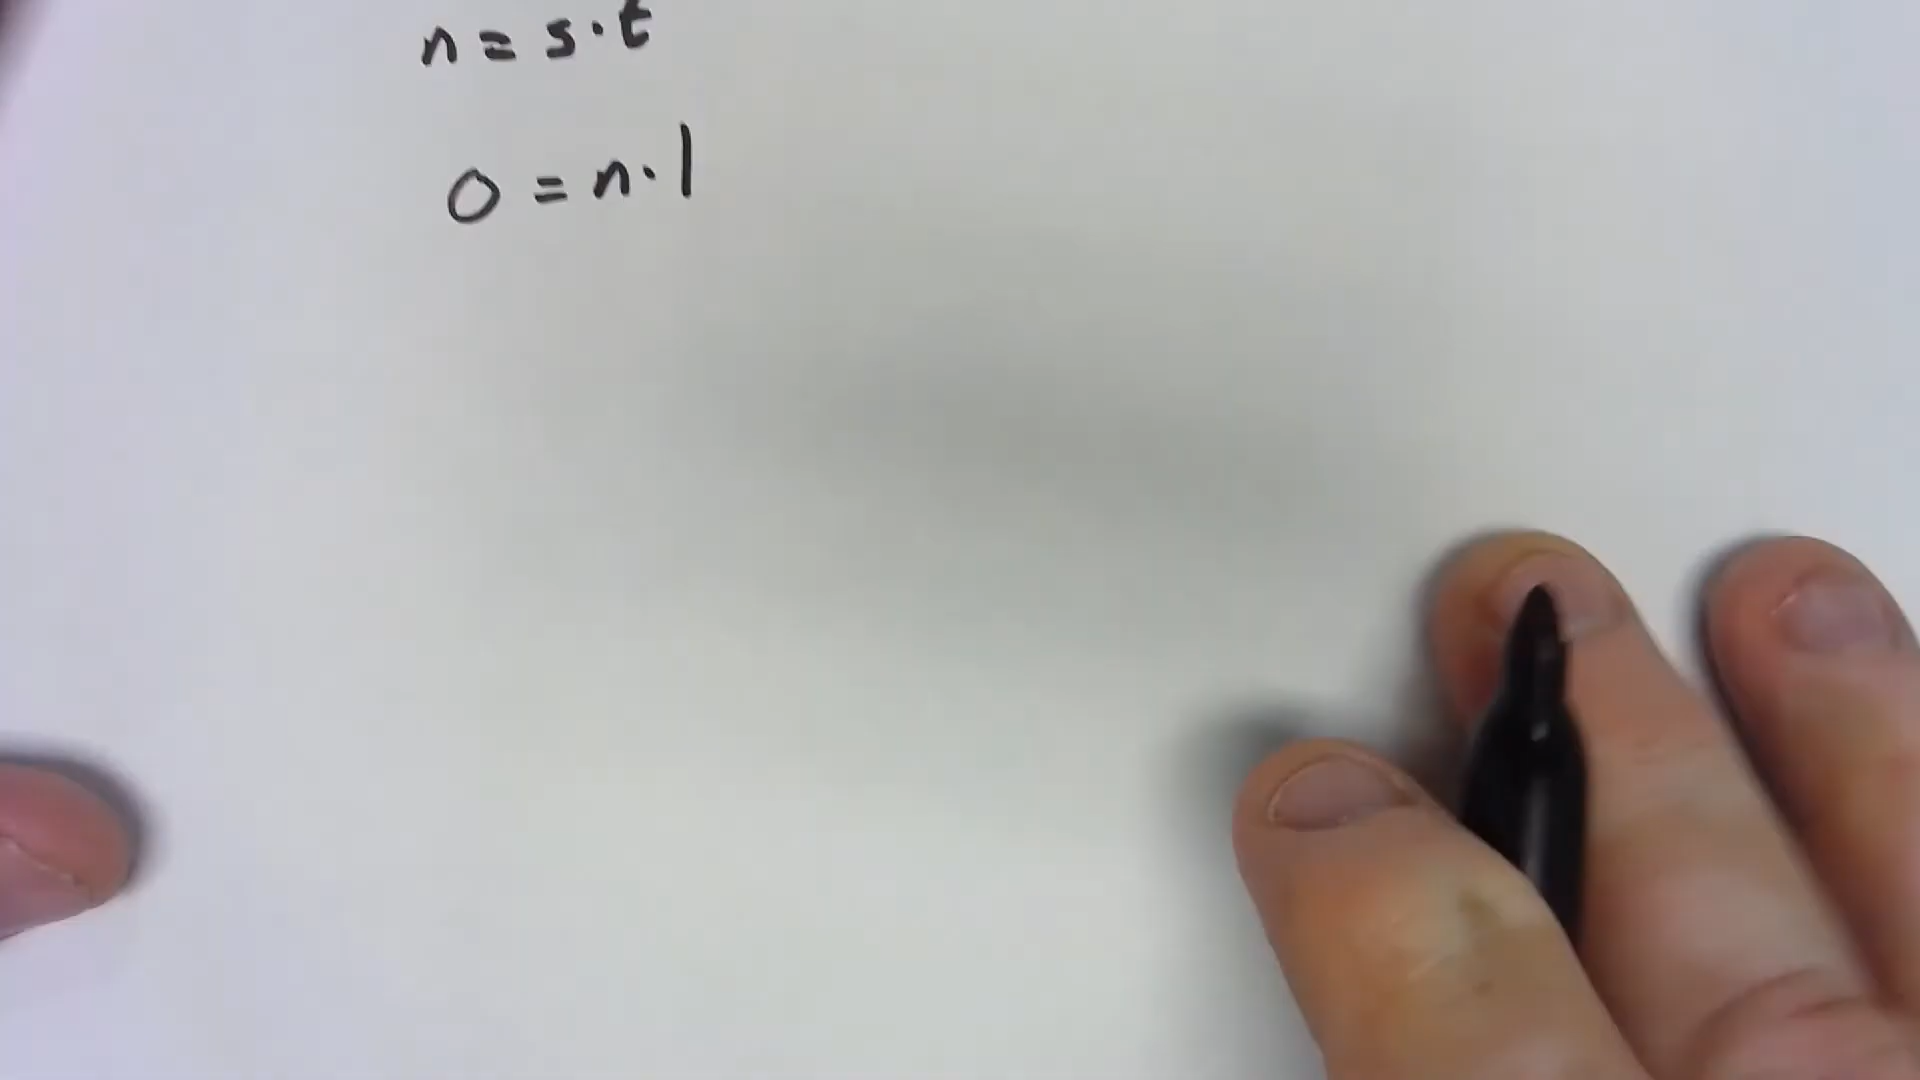 n = s·t
0 = n·1